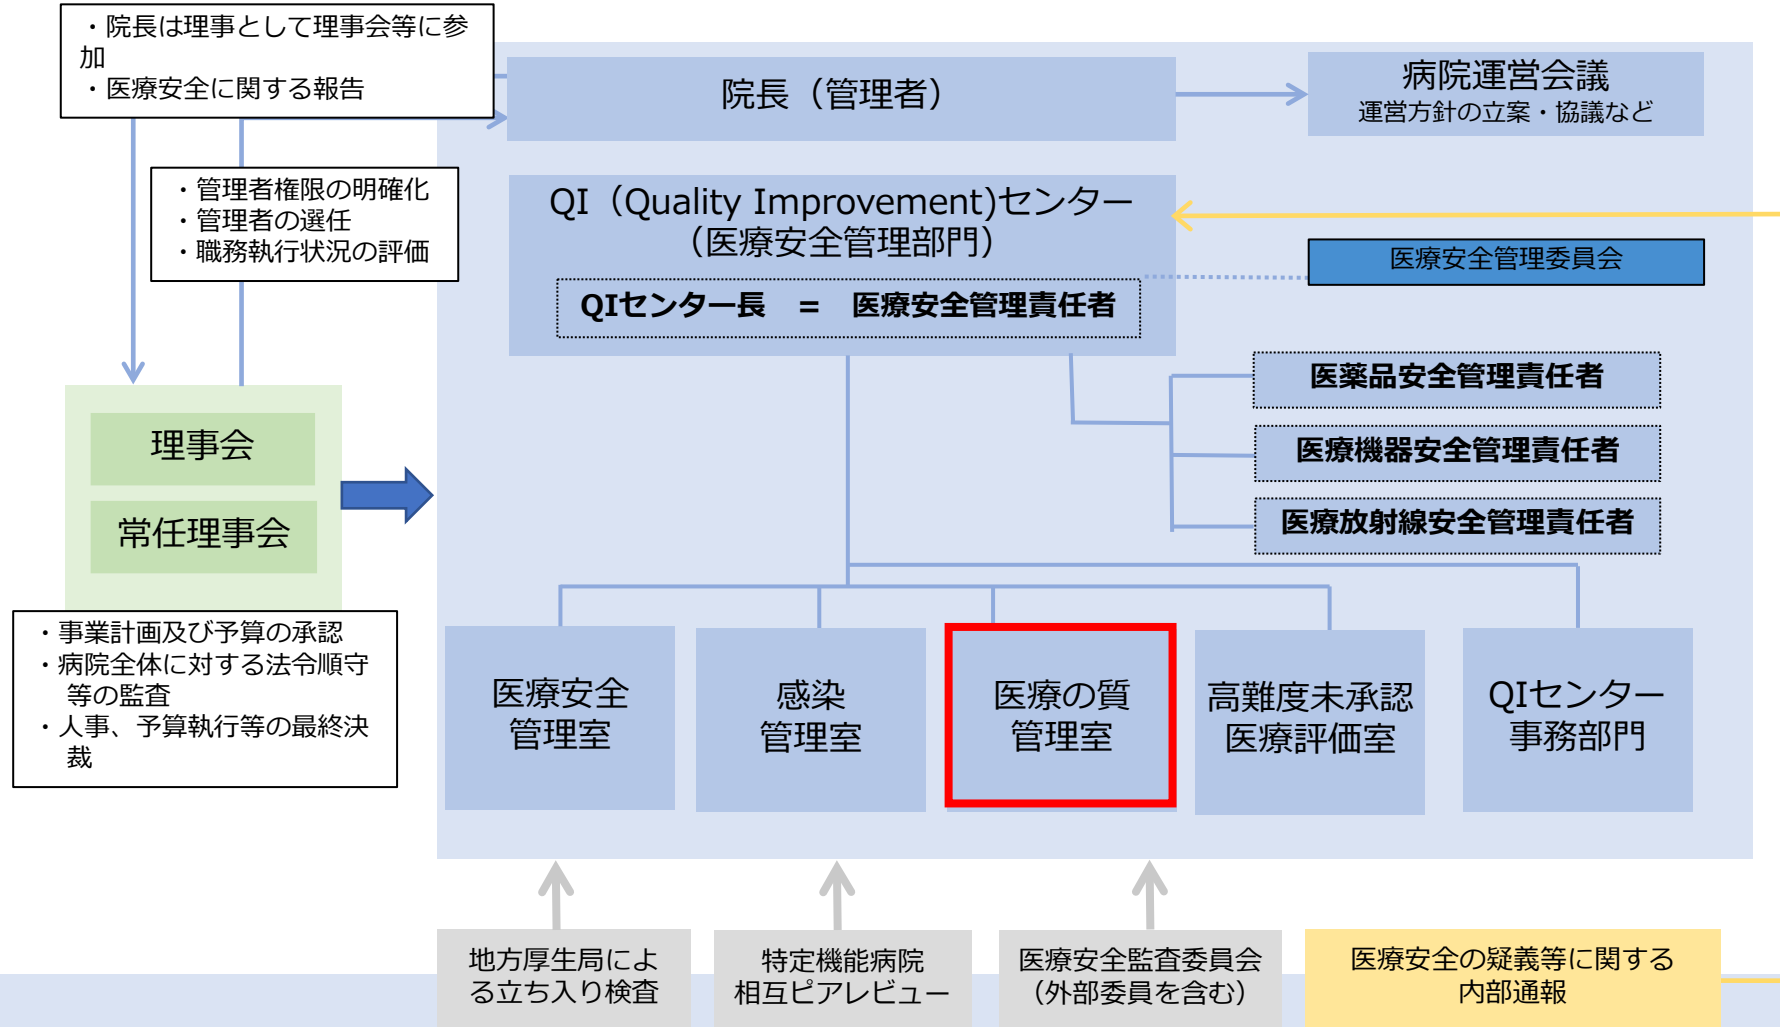 ・院長は理事として理事会等に参
加
・医療安全に関する報告
院長（管理者）
病院運営会議
運営方針の立案・協議など
・管理者権限の明確化
・管理者の選任
・職務執行状況の評価
QI（Quality Improvement)センター
（医療安全管理部門）
QIセンター長　=　医療安全管理責任者
医療安全管理委員会
医薬品安全管理責任者
医療機器安全管理責任者
医療放射線安全管理責任者
理事会
常任理事会
・事業計画及び予算の承認
・病院全体に対する法令順守
等の監査
・人事、予算執行等の最終決
裁
医療安全
管理室
感染
管理室
医療の質
管理室
高難度未承認
医療評価室
QIセンター
事務部門
地方厚生局によ
る立ち入り検査
特定機能病院
相互ピアレビュー
医療安全監査委員会
（外部委員を含む）
医療安全の疑義等に関する
内部通報